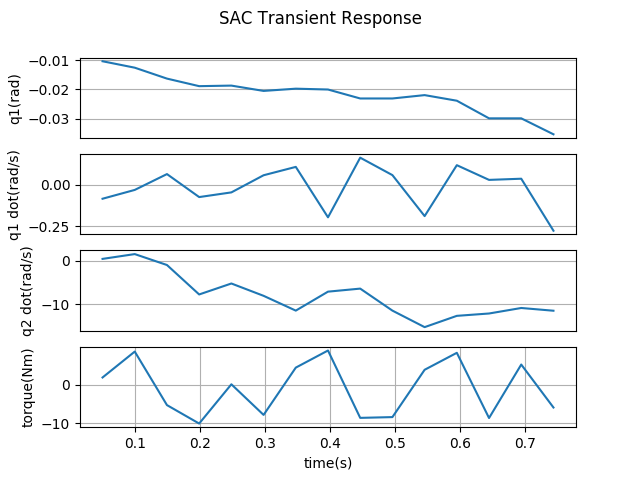 SAC Transient Response
q1(rad)
−0.01
−0.02
−0.03
q1 dot(rad/s)
0.00
−0.25
q2 dot(rad/s)
0
−10
torque(Nm)
0
−10
0.1 0.2 0.3 0.4 0.5 0.6 0.7
time(s)